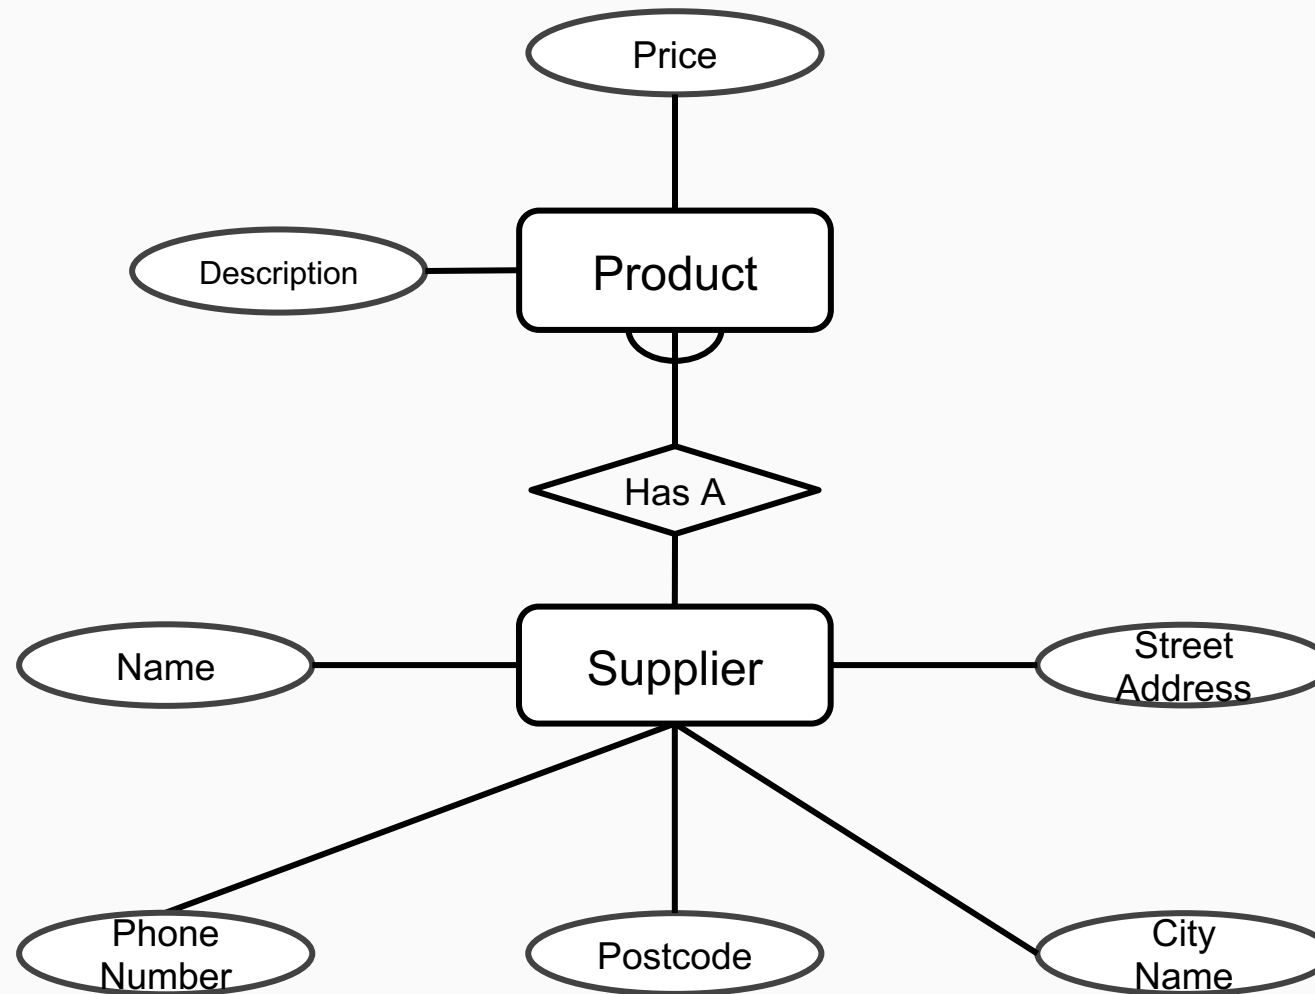 Price
Description
Product
Has A
Name
Supplier
Street
Address
Phone
Number
Postcode
City
Name